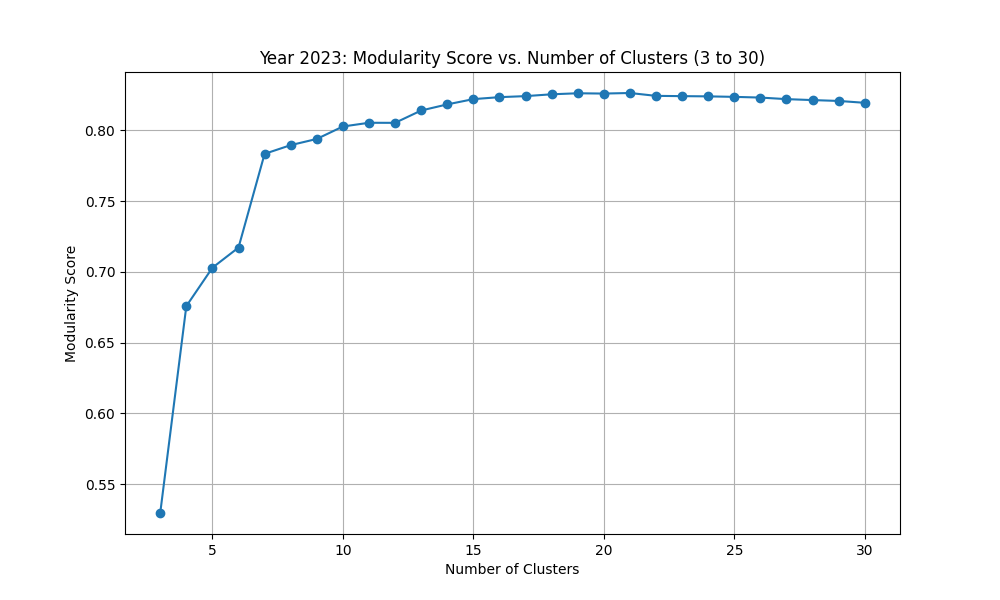 Year 2023: Modularity Score vs. Number of Clusters (3 to 30)
Modularity Score
0.80
0.75
0.70
0.65
0.60
0.55
5 10 15 20 25 30
Number of Clusters